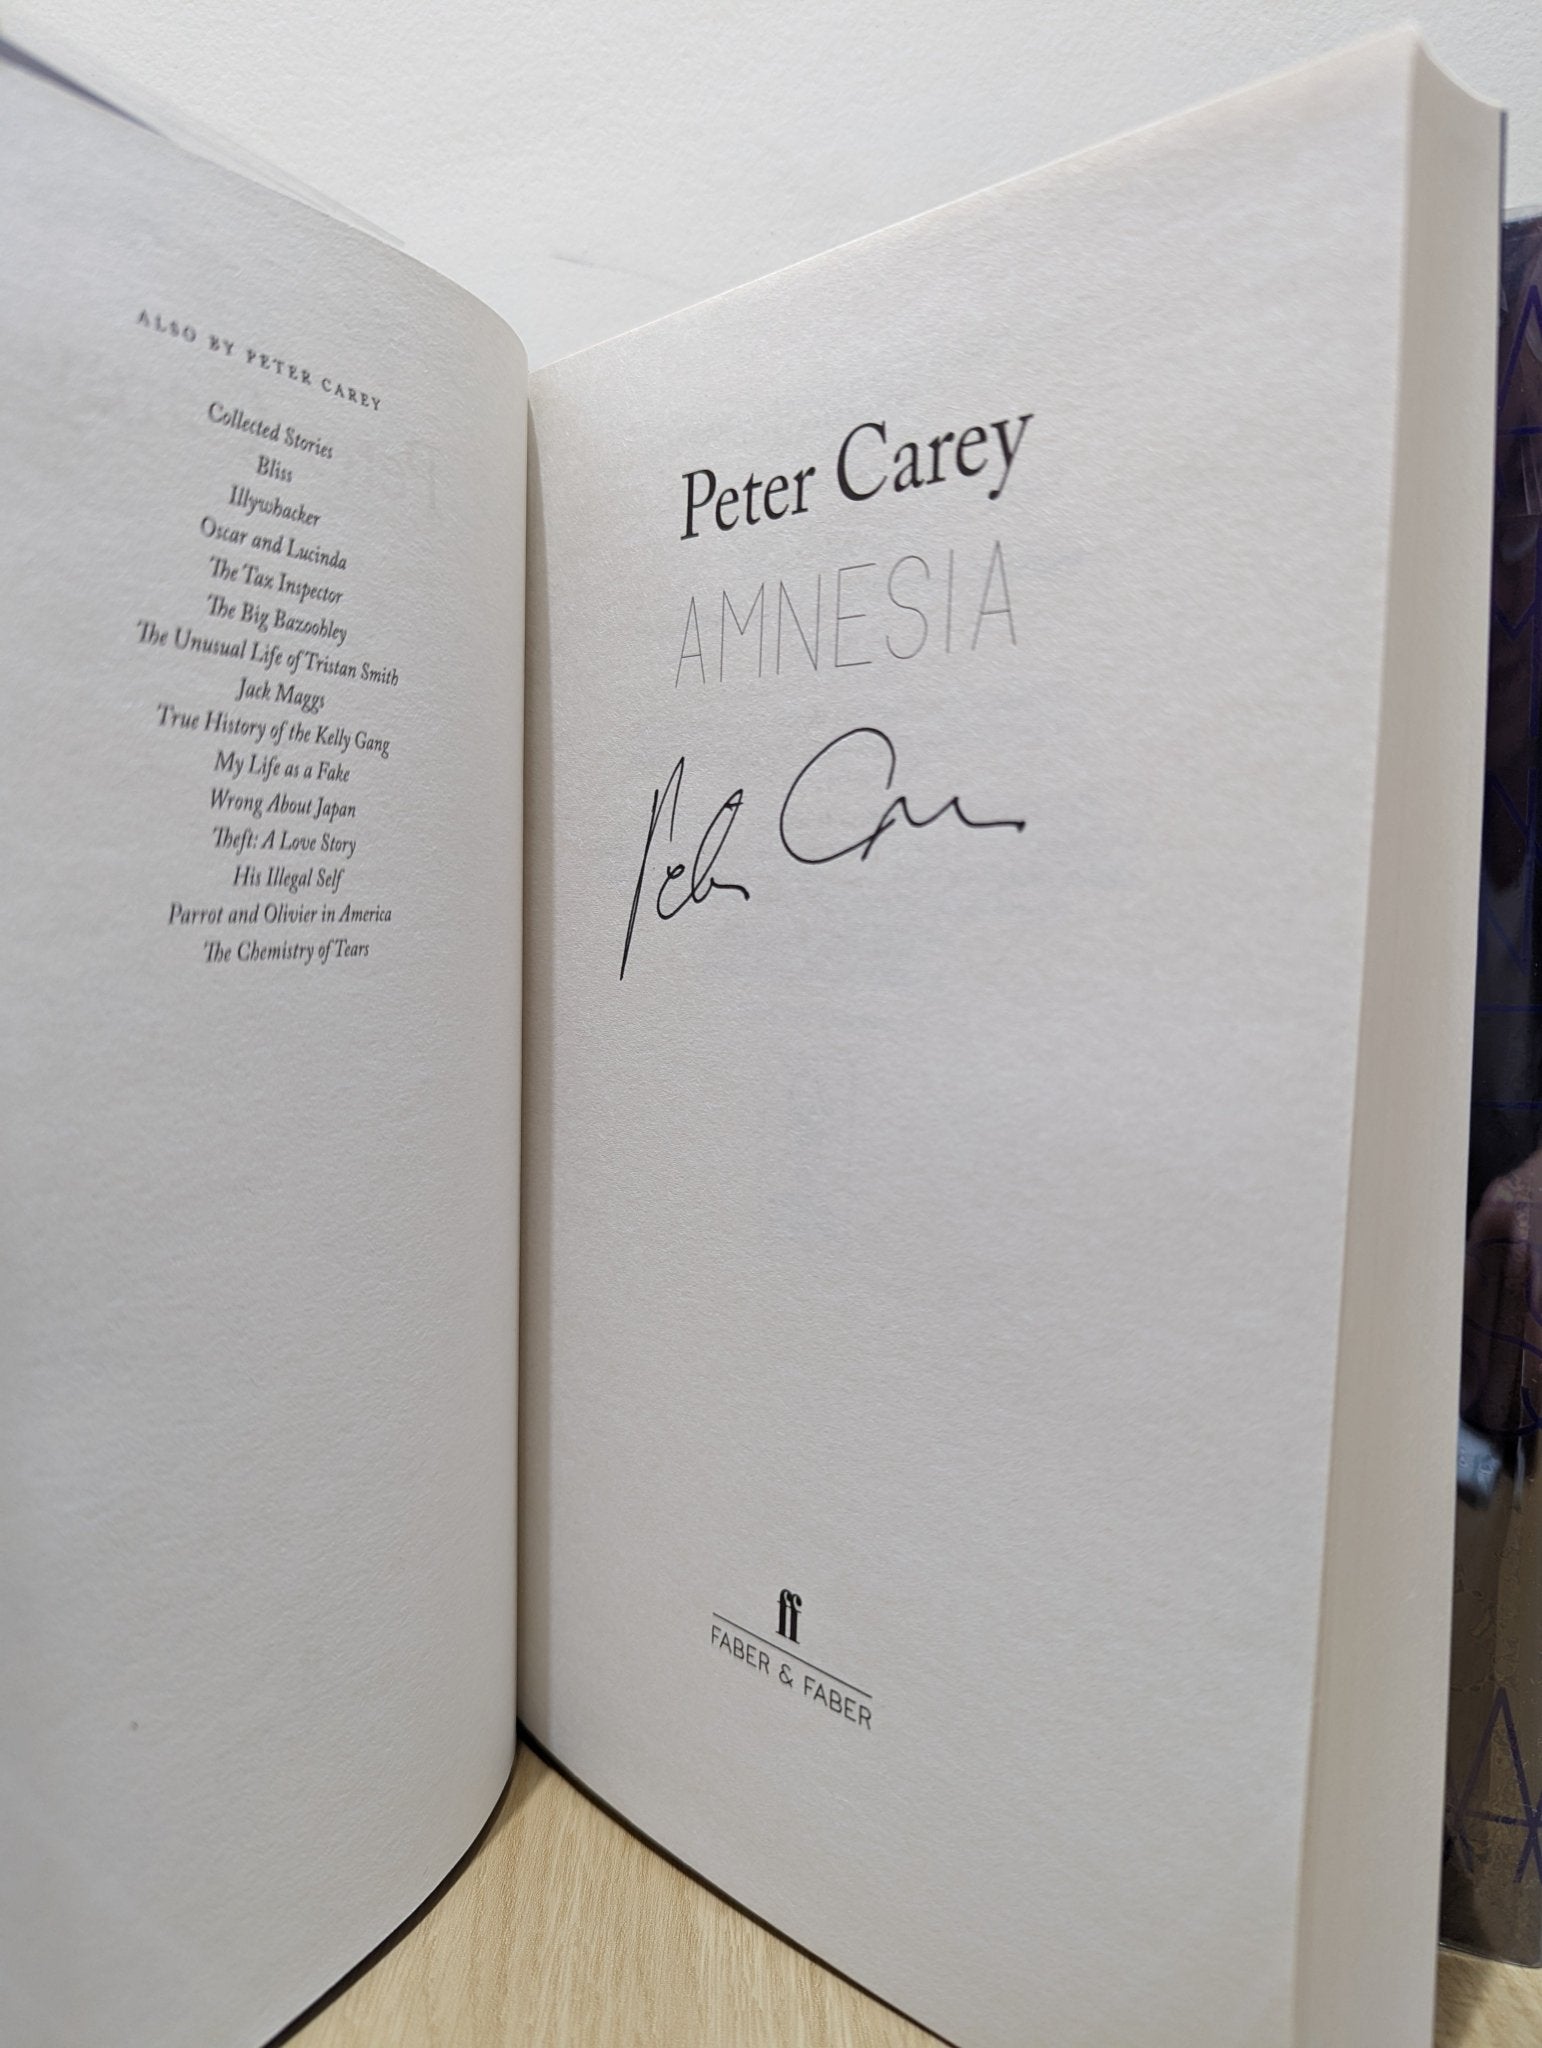 ALSO BY PETER CAREY
Collected Stories
Bliss
Illywhacker
Oscar and Lucinda
The Tax Inspector
The Big Bazoohley
The Unusual Life of Tristan Smith
Jack Maggs
True History of the Kelly Gang
My Life as a Fake
Wrong About Japan
Theft: A Love Story
His Illegal Self
Parrot and Olivier in America
The Chemistry of Tears
Peter Carey
AMNESIA
Peter Carey
ff
FABER & FABER